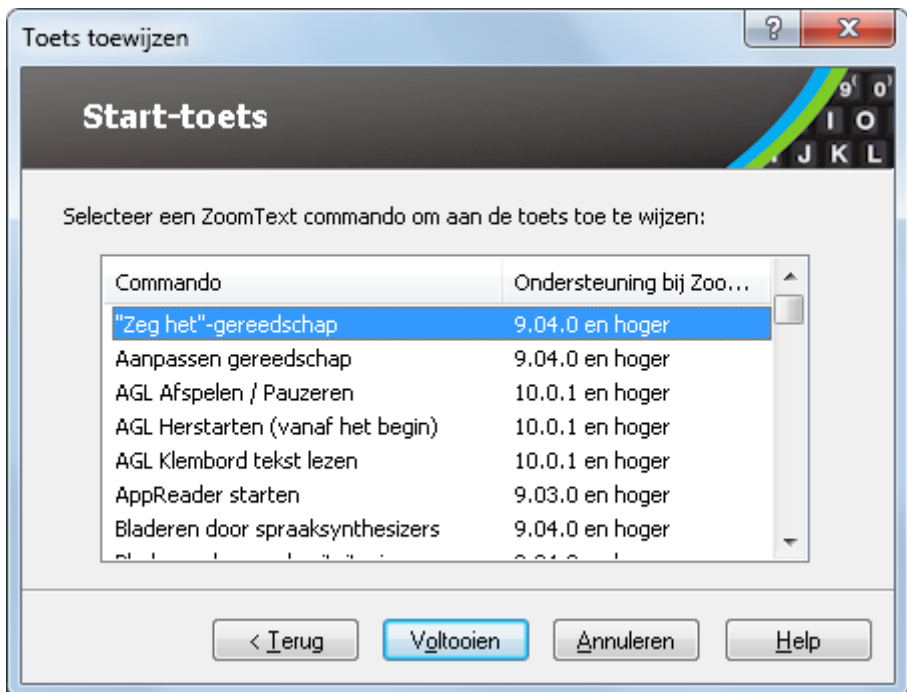 Toets toewijzen
Start-toets
9( 0)
I O
J K L
Selecteer een ZoomText commando om aan de toets toe te wijzen:
Commando Ondersteuning bij Zoo...
"Zeg het"-gereedschap 9.04.0 en hoger
Aanpassen gereedschap 9.04.0 en hoger
AGL Afspelen / Pauzeren 10.0.1 en hoger
AGL Herstarten (vanaf het begin) 10.0.1 en hoger
AGL Klembord tekst lezen 10.0.1 en hoger
AppReader starten 9.03.0 en hoger
Bladeren door spraaksynthesizers 9.04.0 en hoger
< Terug Voltooien Annuleren Help